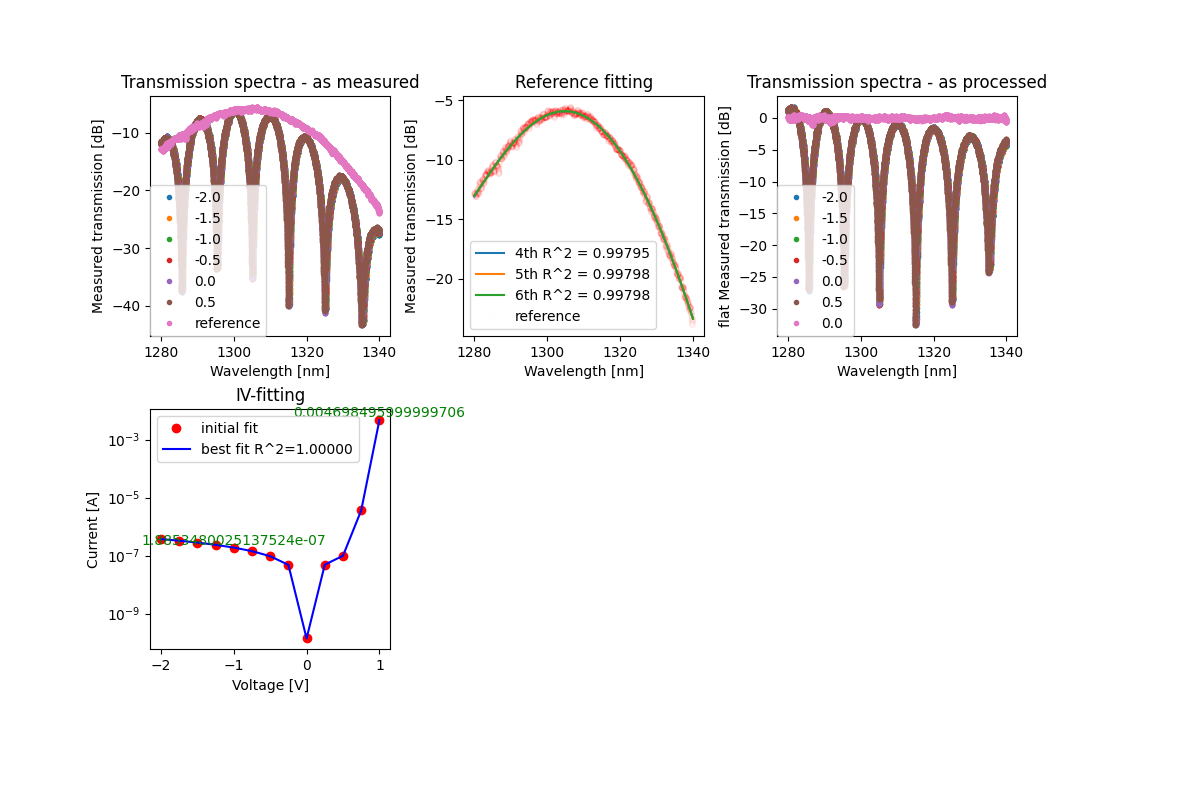 Transmission spectra - as measured
Measured transmission [dB]
−10
−20
−30
−40
-2.0
-1.5
-1.0
-0.5
0.0
0.5
reference
1280
1300
1320
1340
Wavelength [nm]
Reference fitting
Measured transmission [dB]
−5
−10
−15
−20
4th R^2 = 0.99795
5th R^2 = 0.99798
6th R^2 = 0.99798
reference
1280
1300
1320
1340
Wavelength [nm]
Transmission spectra - as processed
flat Measured transmission [dB]
0
−5
−10
−15
−20
−25
−30
-2.0
-1.5
-1.0
-0.5
0.0
0.5
0.0
1280
1300
1320
1340
Wavelength [nm]
IV-fitting
0.004698495999999706
initial fit
best fit R^2=1.00000
Current [A]
10−3
10−5
10−7
10−9
−2
−1
0
1
Voltage [V]